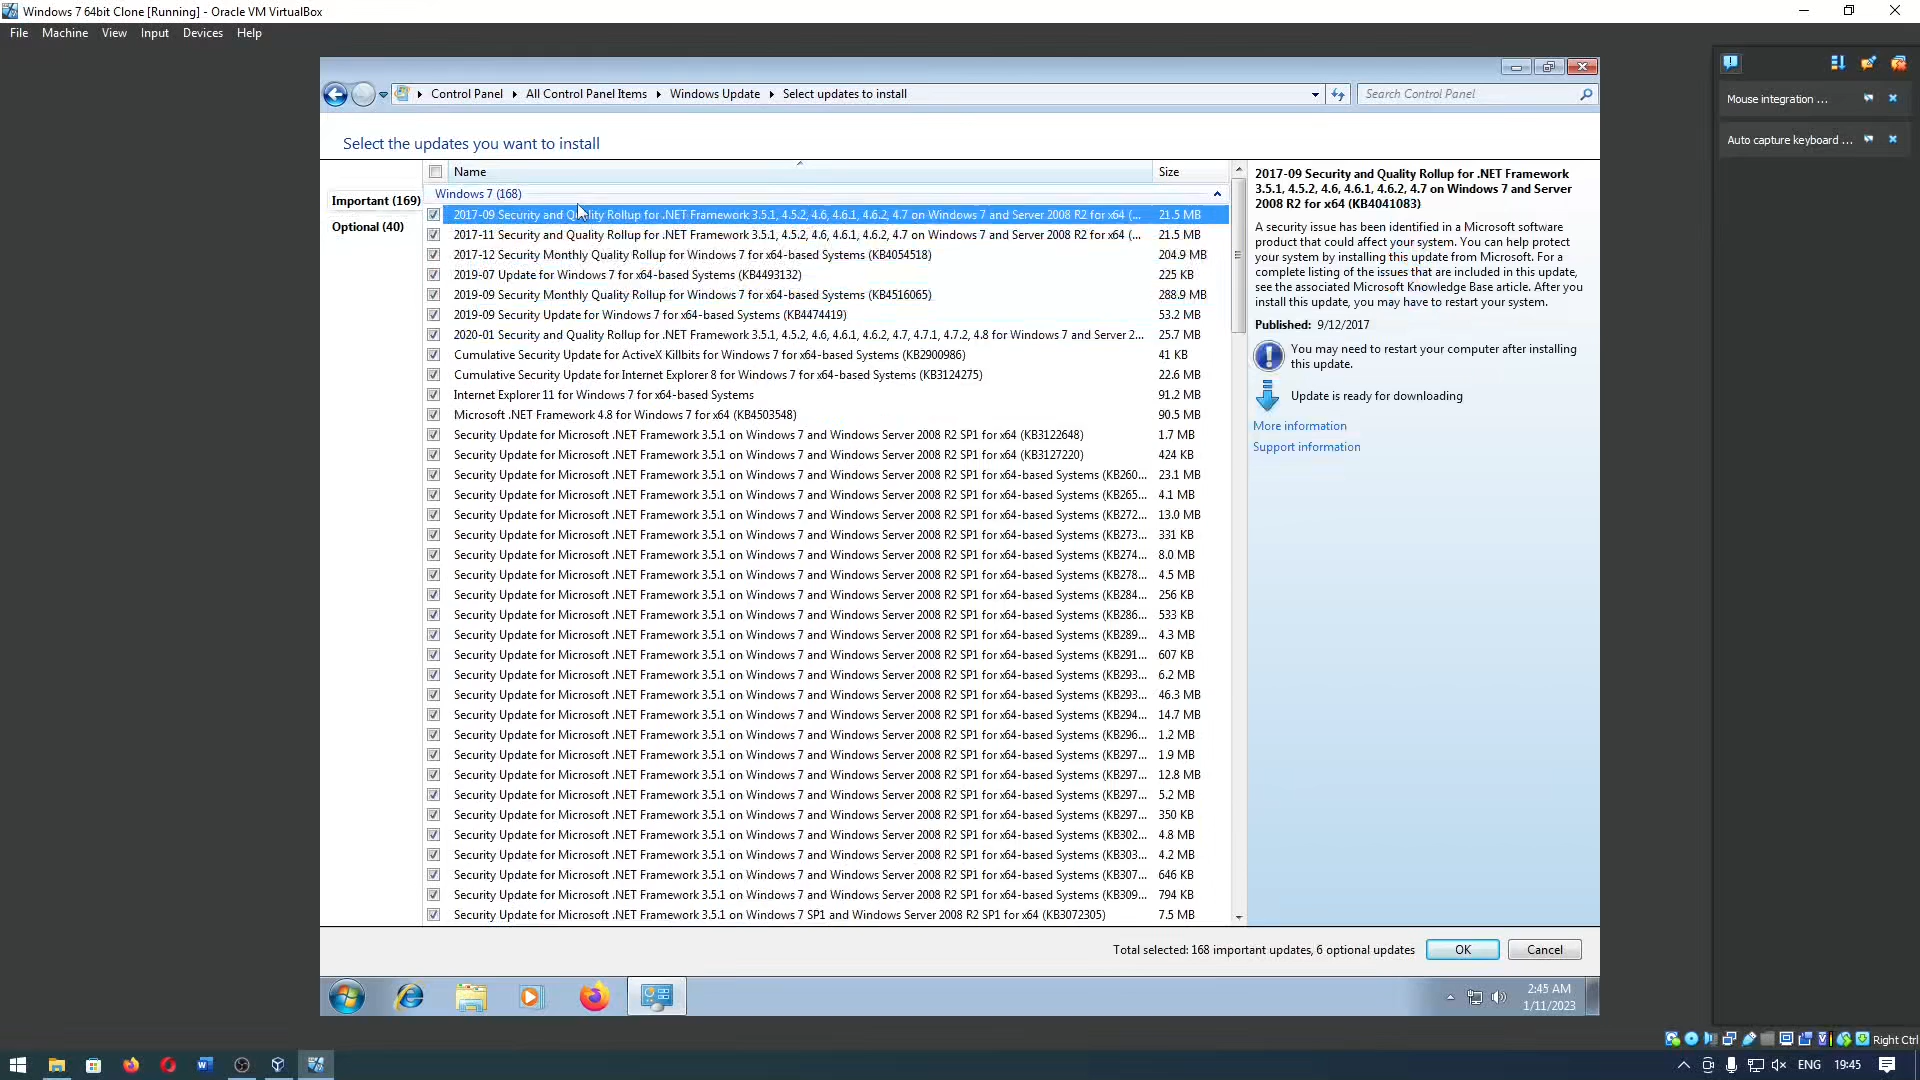 Windows 7 64bit Clone [Running] - Oracle VM VirtualBox
File Machine View Input Devices Help
Control Panel All Control Panel Items Windows Update Select updates to install Search Control Panel
Select the updates you want to install
Name Size
Windows 7 (168)
Important (169)
Optional (40)
2017-09 Security and Quality Rollup for .NET Framework 3.5.1, 4.5.2, 4.6, 4.6.1, 4.6.2, 4.7 on Windows 7 and Server 2008 R2 for x64 (... 21.5 MB
2017-11 Security and Quality Rollup for .NET Framework 3.5.1, 4.5.2, 4.6, 4.6.1, 4.6.2, 4.7 on Windows 7 and Server 2008 R2 for x64 (... 21.5 MB
2017-12 Security Monthly Quality Rollup for Windows 7 for x64-based Systems (KB4054518) 204.9 MB
2019-07 Update for Windows 7 for x64-based Systems (KB4493132) 225 KB
2019-09 Security Monthly Quality Rollup for Windows 7 for x64-based Systems (KB4516065) 288.9 MB
2019-09 Security Update for Windows 7 for x64-based Systems (KB4474419) 53.2 MB
2020-01 Security and Quality Rollup for .NET Framework 3.5.1, 4.5.2, 4.6, 4.6.1, 4.6.2, 4.7, 4.7.1, 4.7.2, 4.8 for Windows 7 and Server 2... 25.7 MB
Cumulative Security Update for ActiveX Killbits for Windows 7 for x64-based Systems (KB2900986) 41 KB
Cumulative Security Update for Internet Explorer 8 for Windows 7 for x64-based Systems (KB3124275) 22.6 MB
Internet Explorer 11 for Windows 7 for x64-based Systems 91.2 MB
Microsoft .NET Framework 4.8 for Windows 7 for x64 (KB4503548) 90.5 MB
Security Update for Microsoft .NET Framework 3.5.1 on Windows 7 and Windows Server 2008 R2 SP1 for x64 (KB3122648) 1.7 MB
Security Update for Microsoft .NET Framework 3.5.1 on Windows 7 and Windows Server 2008 R2 SP1 for x64 (KB3127220) 424 KB
Security Update for Microsoft .NET Framework 3.5.1 on Windows 7 and Windows Server 2008 R2 SP1 for x64-based Systems (KB260... 23.1 MB
Security Update for Microsoft .NET Framework 3.5.1 on Windows 7 and Windows Server 2008 R2 SP1 for x64-based Systems (KB265... 4.1 MB
Security Update for Microsoft .NET Framework 3.5.1 on Windows 7 and Windows Server 2008 R2 SP1 for x64-based Systems (KB272... 13.0 MB
Security Update for Microsoft .NET Framework 3.5.1 on Windows 7 and Windows Server 2008 R2 SP1 for x64-based Systems (KB273... 331 KB
Security Update for Microsoft .NET Framework 3.5.1 on Windows 7 and Windows Server 2008 R2 SP1 for x64-based Systems (KB274... 8.0 MB
Security Update for Microsoft .NET Framework 3.5.1 on Windows 7 and Windows Server 2008 R2 SP1 for x64-based Systems (KB278... 4.5 MB
Security Update for Microsoft .NET Framework 3.5.1 on Windows 7 and Windows Server 2008 R2 SP1 for x64-based Systems (KB284... 256 KB
Security Update for Microsoft .NET Framework 3.5.1 on Windows 7 and Windows Server 2008 R2 SP1 for x64-based Systems (KB286... 533 KB
Security Update for Microsoft .NET Framework 3.5.1 on Windows 7 and Windows Server 2008 R2 SP1 for x64-based Systems (KB289... 4.3 MB
Security Update for Microsoft .NET Framework 3.5.1 on Windows 7 and Windows Server 2008 R2 SP1 for x64-based Systems (KB291... 607 KB
Security Update for Microsoft .NET Framework 3.5.1 on Windows 7 and Windows Server 2008 R2 SP1 for x64-based Systems (KB293... 6.2 MB
Security Update for Microsoft .NET Framework 3.5.1 on Windows 7 and Windows Server 2008 R2 SP1 for x64-based Systems (KB293... 46.3 MB
Security Update for Microsoft .NET Framework 3.5.1 on Windows 7 and Windows Server 2008 R2 SP1 for x64-based Systems (KB294... 14.7 MB
Security Update for Microsoft .NET Framework 3.5.1 on Windows 7 and Windows Server 2008 R2 SP1 for x64-based Systems (KB296... 1.2 MB
Security Update for Microsoft .NET Framework 3.5.1 on Windows 7 and Windows Server 2008 R2 SP1 for x64-based Systems (KB297... 1.9 MB
Security Update for Microsoft .NET Framework 3.5.1 on Windows 7 and Windows Server 2008 R2 SP1 for x64-based Systems (KB297... 12.8 MB
Security Update for Microsoft .NET Framework 3.5.1 on Windows 7 and Windows Server 2008 R2 SP1 for x64-based Systems (KB297... 5.2 MB
Security Update for Microsoft .NET Framework 3.5.1 on Windows 7 and Windows Server 2008 R2 SP1 for x64-based Systems (KB297... 350 KB
Security Update for Microsoft .NET Framework 3.5.1 on Windows 7 and Windows Server 2008 R2 SP1 for x64-based Systems (KB302... 4.8 MB
Security Update for Microsoft .NET Framework 3.5.1 on Windows 7 and Windows Server 2008 R2 SP1 for x64-based Systems (KB303... 4.2 MB
Security Update for Microsoft .NET Framework 3.5.1 on Windows 7 and Windows Server 2008 R2 SP1 for x64-based Systems (KB307... 646 KB
Security Update for Microsoft .NET Framework 3.5.1 on Windows 7 and Windows Server 2008 R2 SP1 for x64-based Systems (KB309... 794 KB
Security Update for Microsoft .NET Framework 3.5.1 on Windows 7 SP1 and Windows Server 2008 R2 SP1 for x64 (KB3072305) 7.5 MB
2017-09 Security and Quality Rollup for .NET Framework
3.5.1, 4.5.2, 4.6, 4.6.1, 4.6.2, 4.7 on Windows 7 and Server
2008 R2 for x64 (KB4041083)
A security issue has been identified in a Microsoft software
product that could affect your system. You can help protect
your system by installing this update from Microsoft. For a
complete listing of the issues that are included in this update,
see the associated Microsoft Knowledge Base article. After you
install this update, you may have to restart your system.
Published: 9/12/2017
You may need to restart your computer after installing
this update.
Update is ready for downloading
More information
Support information
Total selected: 168 important updates, 6 optional updates OK Cancel
2:45 AM
1/11/2023
Mouse integration ...
Auto capture keyboard ...
Right Ctrl
ENG 19:45